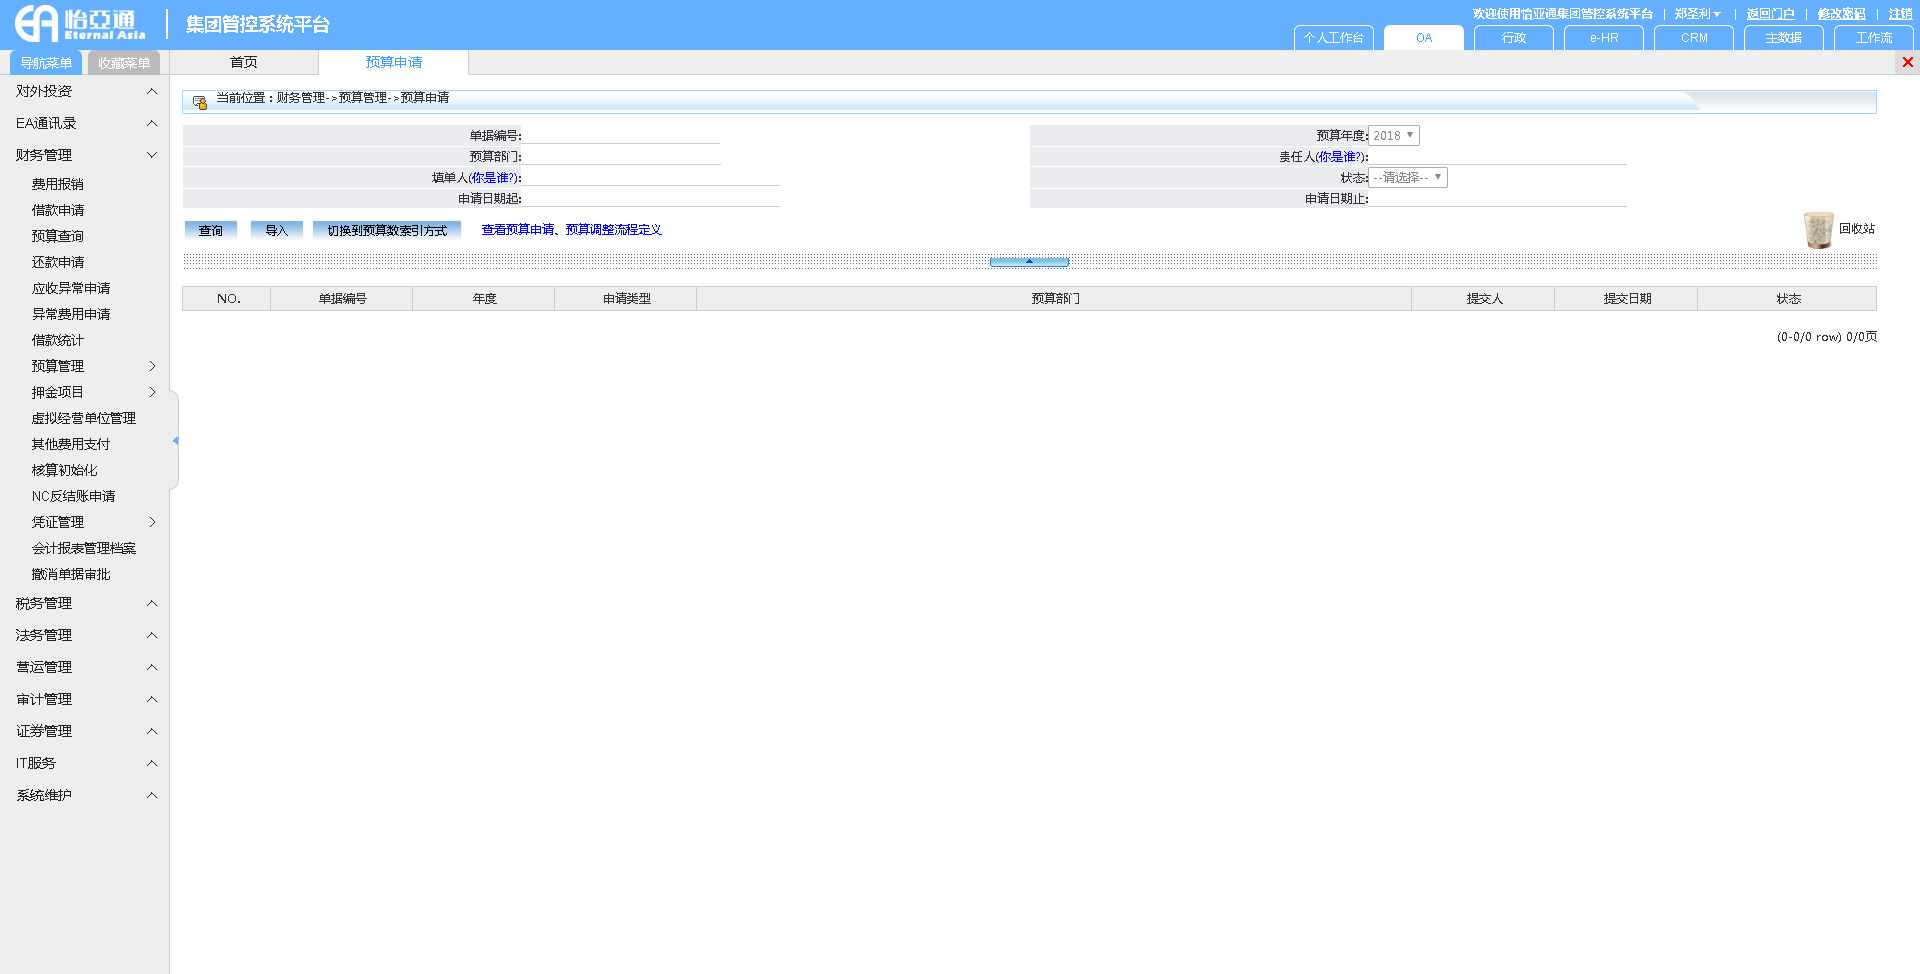 怡亞通
Eternal Asia
集团管控系统平台
欢迎使用怡亚通集团管控系统平台 | 郑圣利 | 返回门户 | 修改密码 | 注销
个人工作台 OA 行政 e-HR CRM 主数据 工作流
导航菜单 收藏菜单 首页 预算申请
对外投资
EA通讯录
财务管理
费用报销
借款申请
预算查询
还款申请
应收异常申请
异常费用申请
借款统计
预算管理
押金项目
虚拟经营单位管理
其他费用支付
核算初始化
NC反结账申请
凭证管理
会计报表管理档案
撤消单据审批
税务管理
法务管理
营运管理
审计管理
证券管理
IT服务
系统维护
当前位置：财务管理->预算管理->预算申请
单据编号: 预算年度: 2018
预算部门: 责任人(你是谁?):
填单人(你是谁?): 状态: --请选择--
申请日期起: 申请日期止:
查询 导入 切换到预算数索引方式 查看预算申请、预算调整流程定义 回收站
NO. 单据编号 年度 申请类型 预算部门 提交人 提交日期 状态
(0-0/0 row) 0/0页